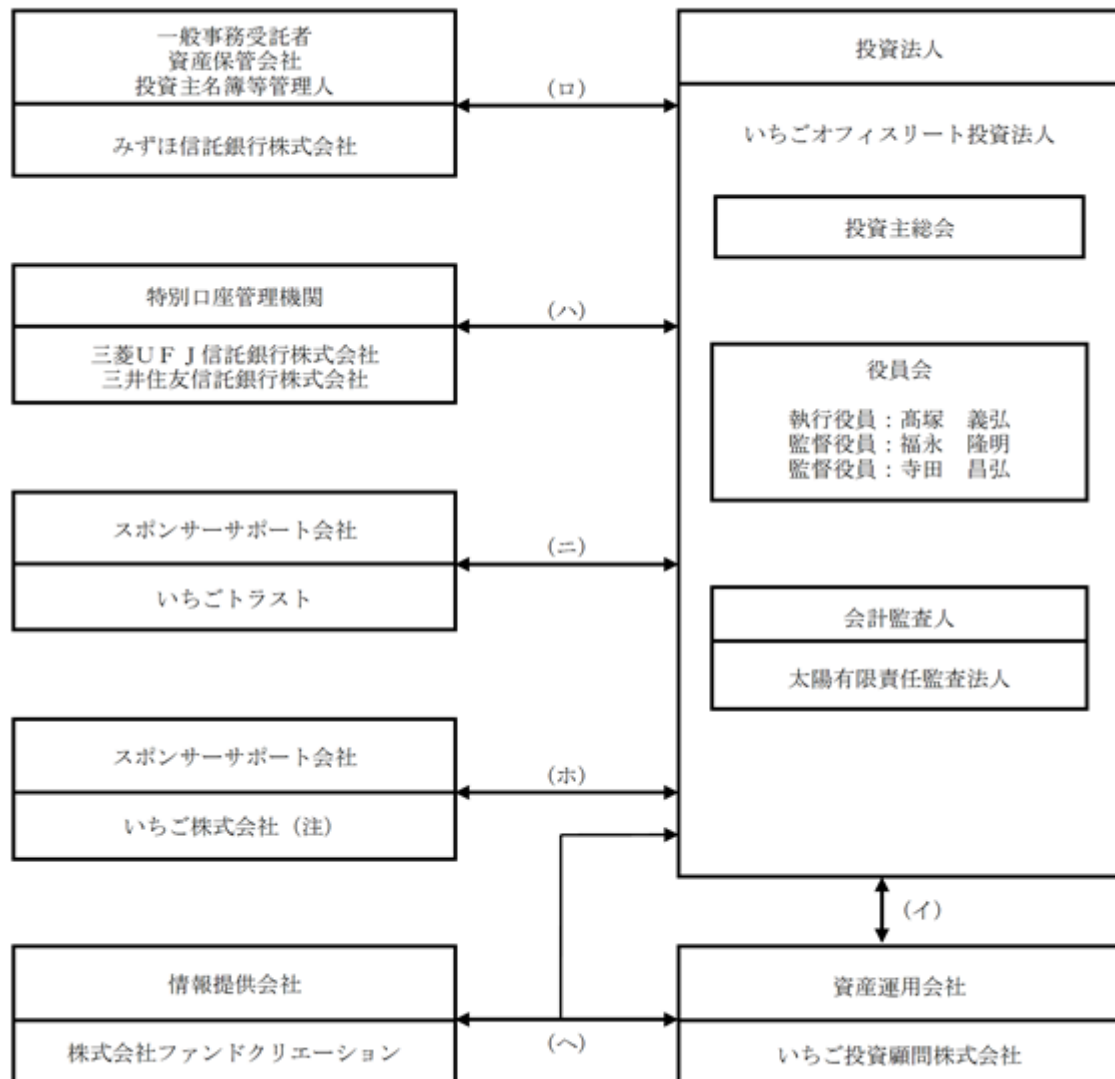 一般事務受託者
資産保管会社
投資主名簿等管理人
みずほ信託銀行株式会社
(ロ)
投資法人
いちごオフィスリート投資法人
投資主総会
特別口座管理機関
三菱UFJ信託銀行株式会社
三井住友信託銀行株式会社
(ハ)
役員会
執行役員：髙塚　義弘
監督役員：福永　隆明
監督役員：寺田　昌弘
スポンサーサポート会社
いちごトラスト
(ニ)
会計監査人
太陽有限責任監査法人
スポンサーサポート会社
いちご株式会社（注）
(ホ)
(イ)
情報提供会社
株式会社ファンドクリエーション
(ヘ)
資産運用会社
いちご投資顧問株式会社